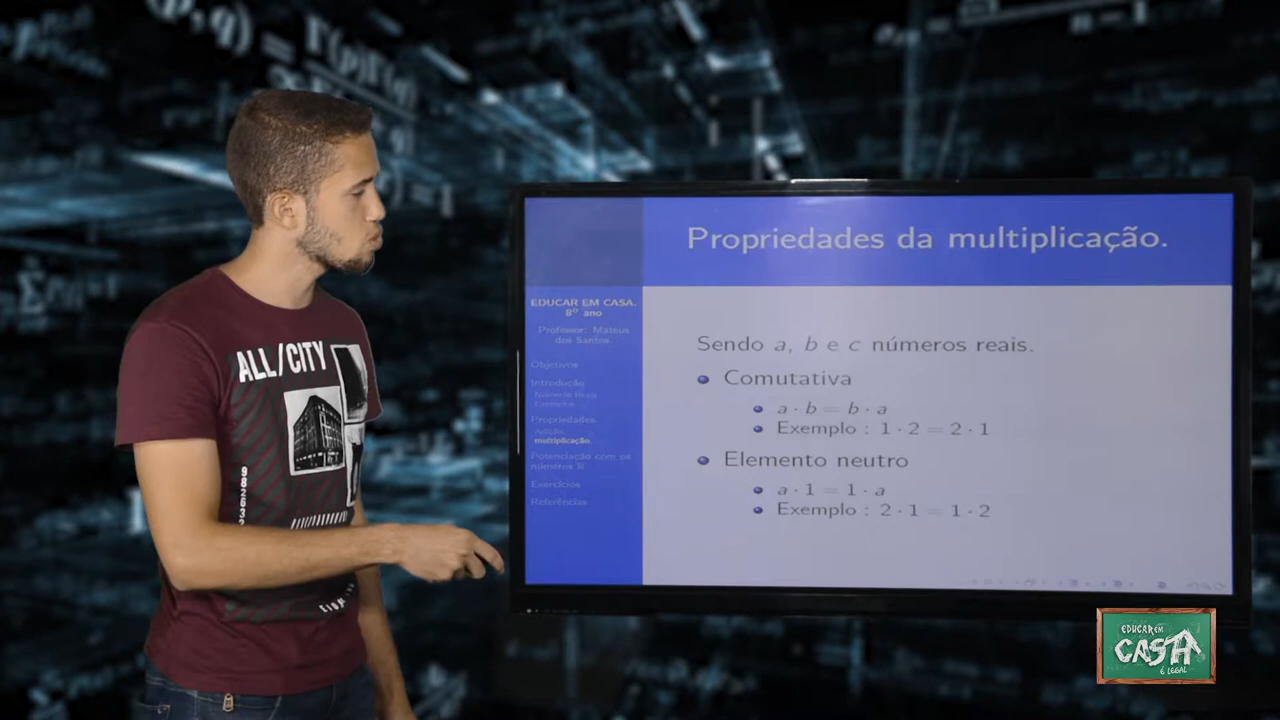 Propriedades da multiplicação.
EDUCAR EM CASA.
8º ano
Professor: Mateus
dos Santos.
Objetivos
Introdução
Propriedades.
Adição.
multiplicação.
Potenciação com os
números ℝ
Exercícios
Referências
Sendo a, b e c números reais.
Comutativa
a · b = b · a
Exemplo : 1 · 2 = 2 · 1
Elemento neutro
a · 1 = 1 · a
Exemplo : 2 · 1 = 1 · 2
ALL/CITY
EDUCAR EM
CASA
É LEGAL